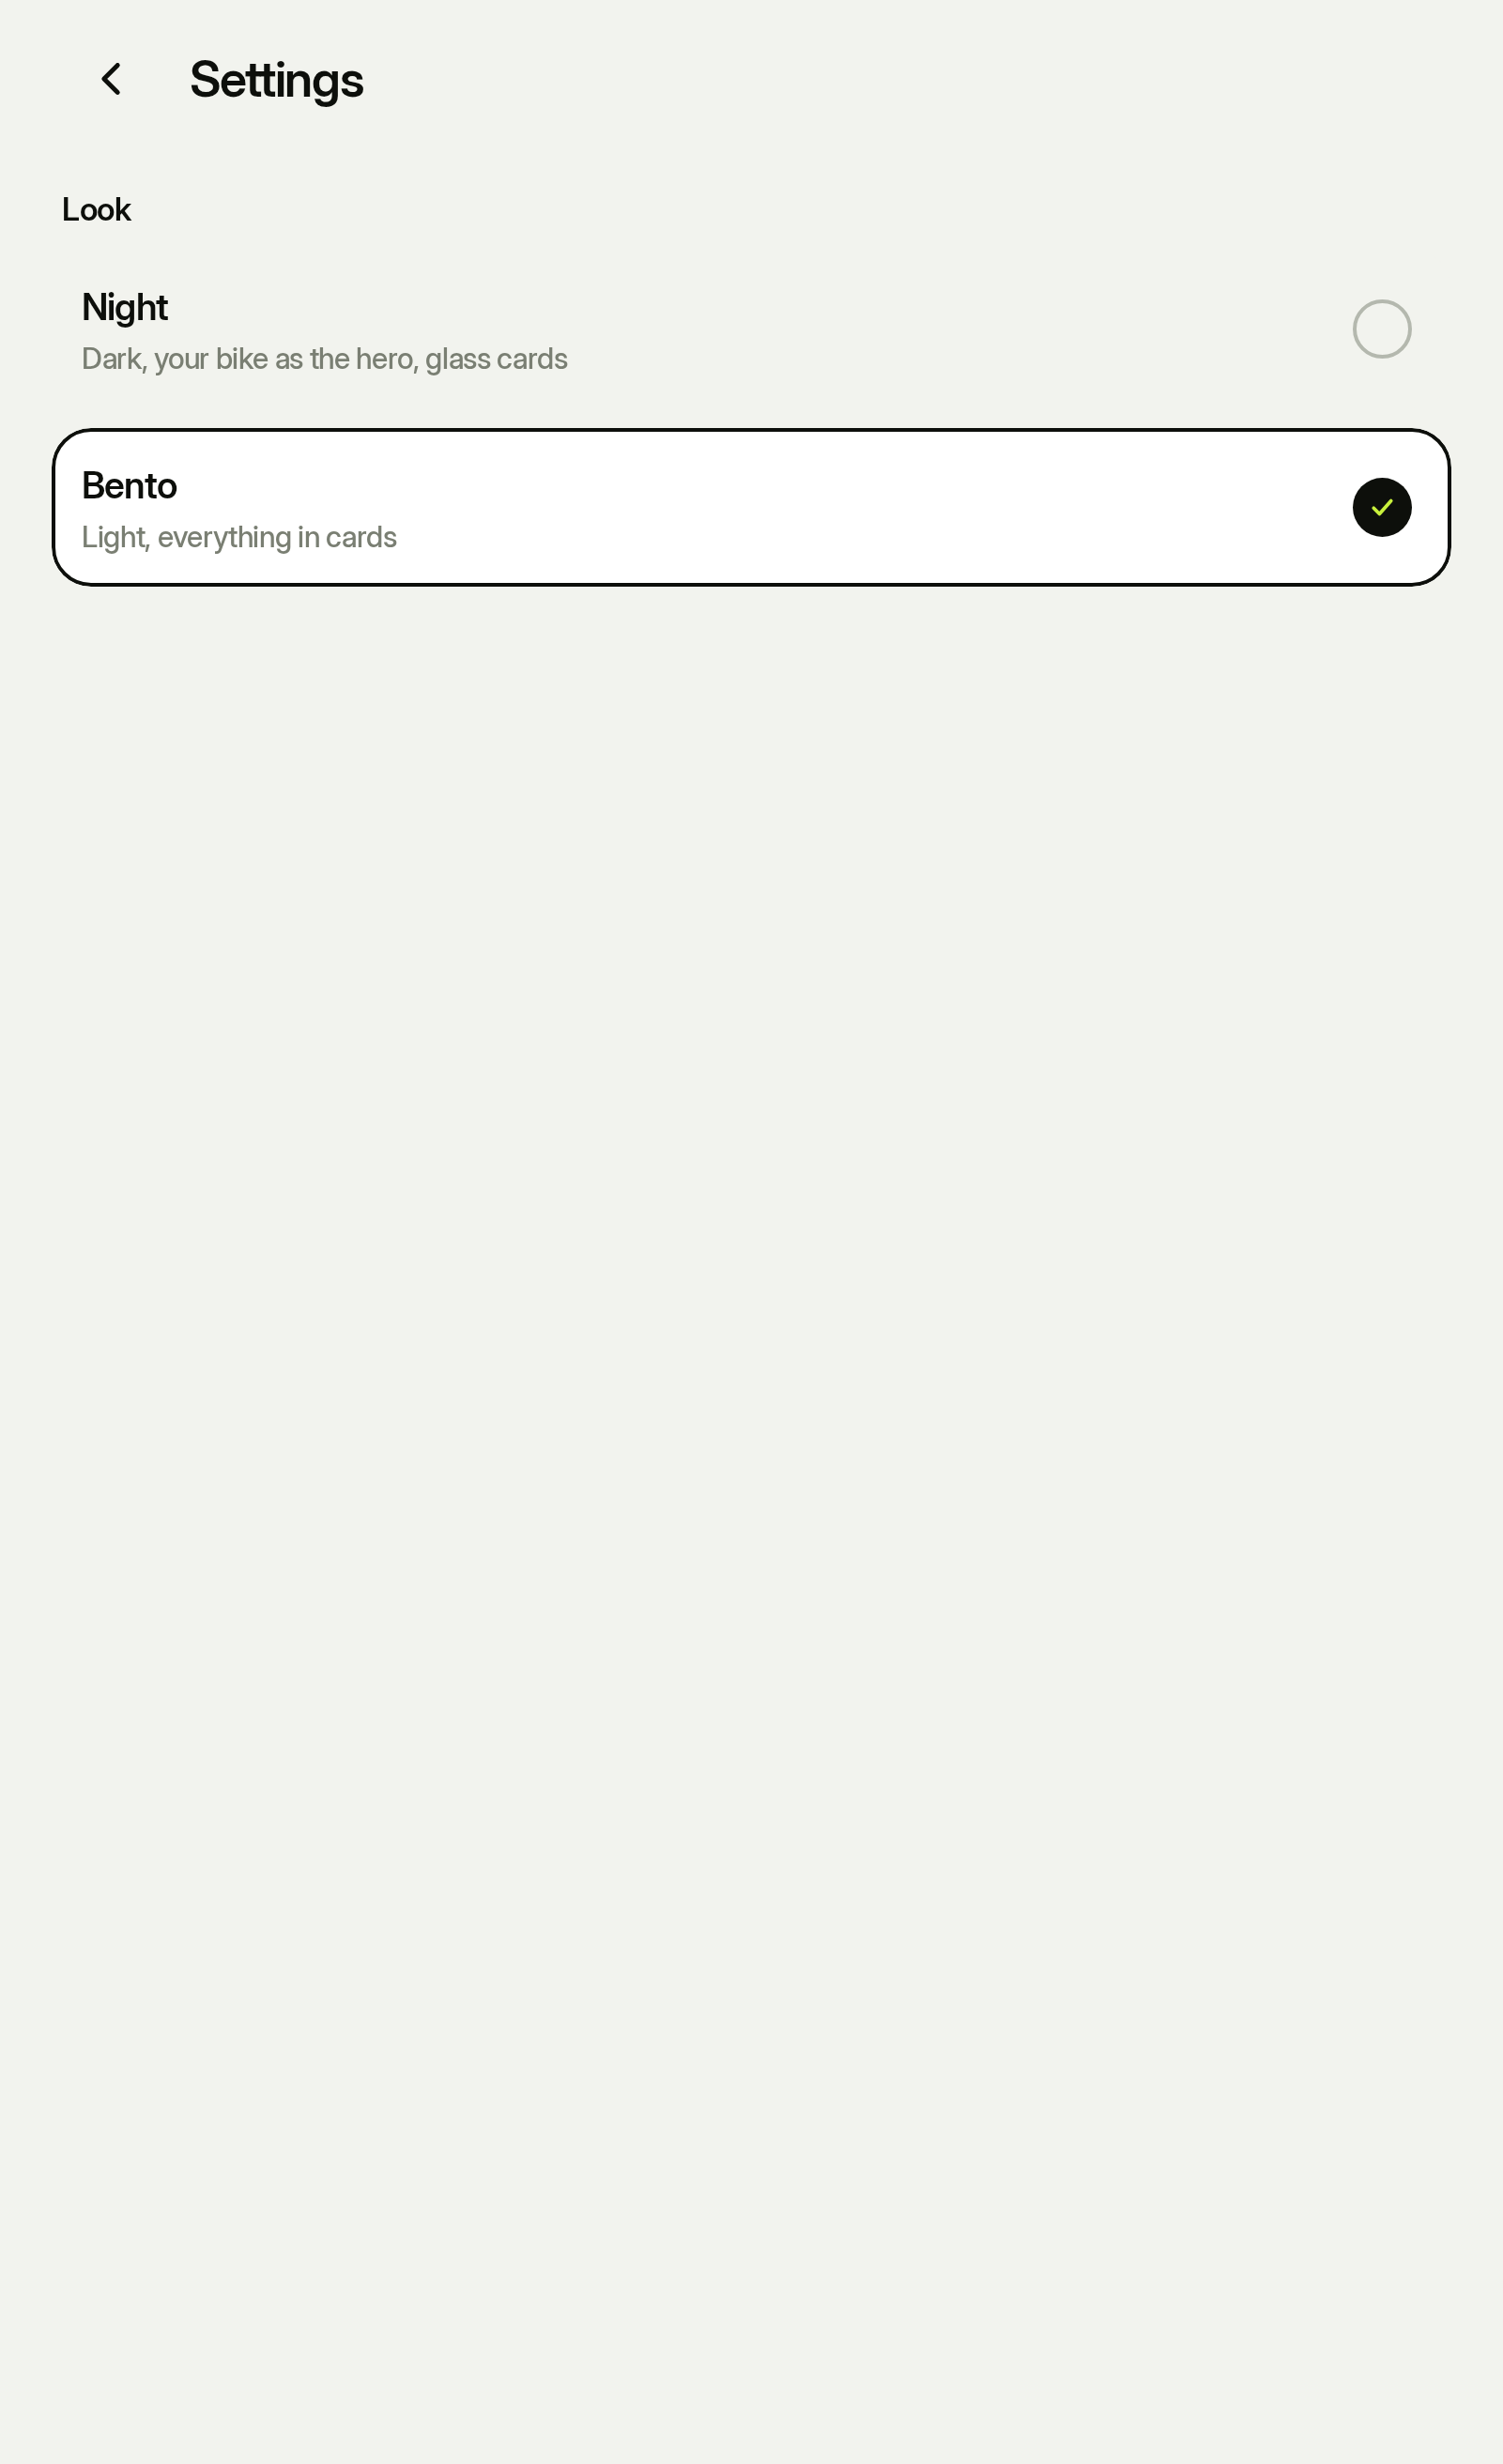 Settings
Look
Night
Dark, your bike as the hero, glass cards
Bento
Light, everything in cards